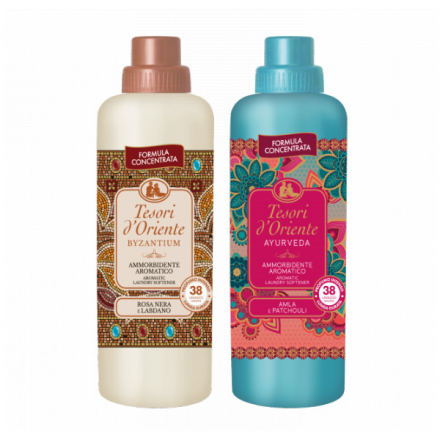 FORMULA
CONCENTRATA
Tesori
d'Oriente
BYZANTIUM
AMMORBIDENTE
AROMATICO
AROMATIC
LAUNDRY SOFTENER
38
ROSA NERA
E LABDANO
FORMULA
CONCENTRATA
Tesori
d'Oriente
AYURVEDA
AMMORBIDENTE
AROMATICO
AROMATIC
LAUNDRY SOFTENER
38
AMLA
E PATCHOULI